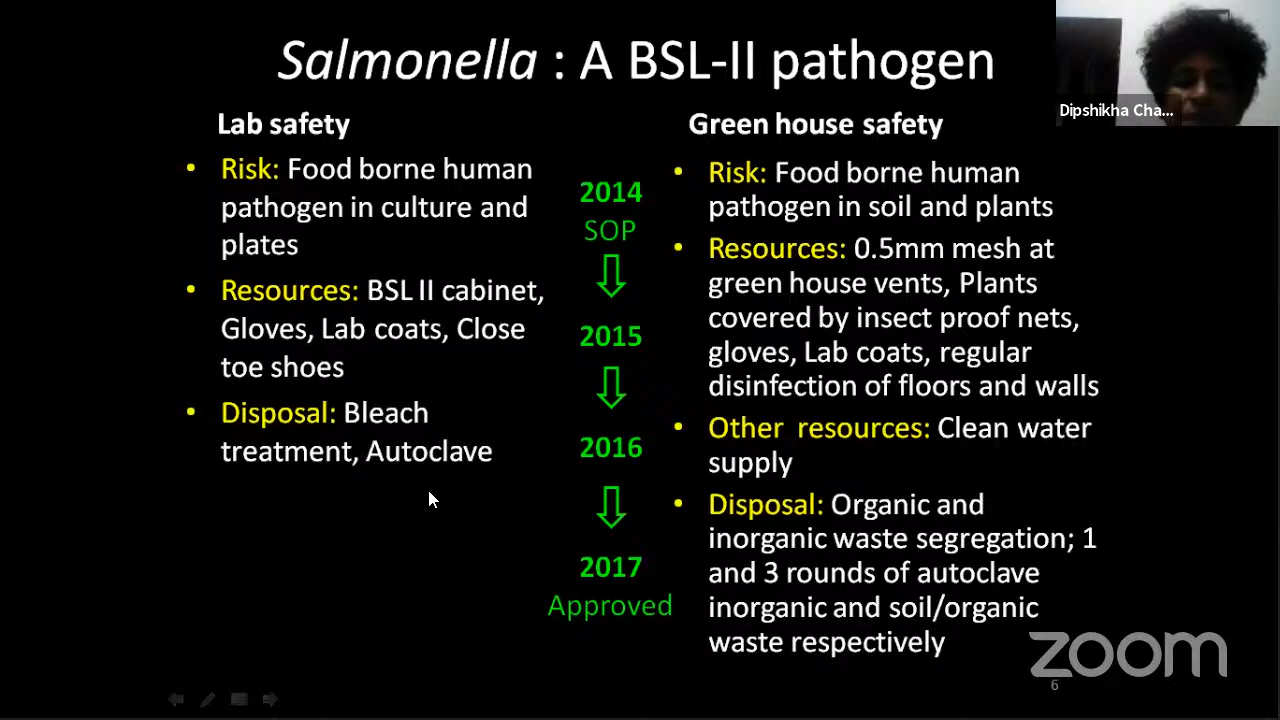 Salmonella : A BSL-II pathogen
Dipshikha Cha...
Lab safety
• Risk: Food borne human
pathogen in culture and
plates
• Resources: BSL II cabinet,
Gloves, Lab coats, Close
toe shoes
• Disposal: Bleach
treatment, Autoclave
2014
SOP
2015
2016
2017
Approved
Green house safety
• Risk: Food borne human
pathogen in soil and plants
• Resources: 0.5mm mesh at
green house vents, Plants
covered by insect proof nets,
gloves, Lab coats, regular
disinfection of floors and walls
• Other resources: Clean water
supply
• Disposal: Organic and
inorganic waste segregation; 1
and 3 rounds of autoclave
inorganic and soil/organic
waste respectively
zoom
6